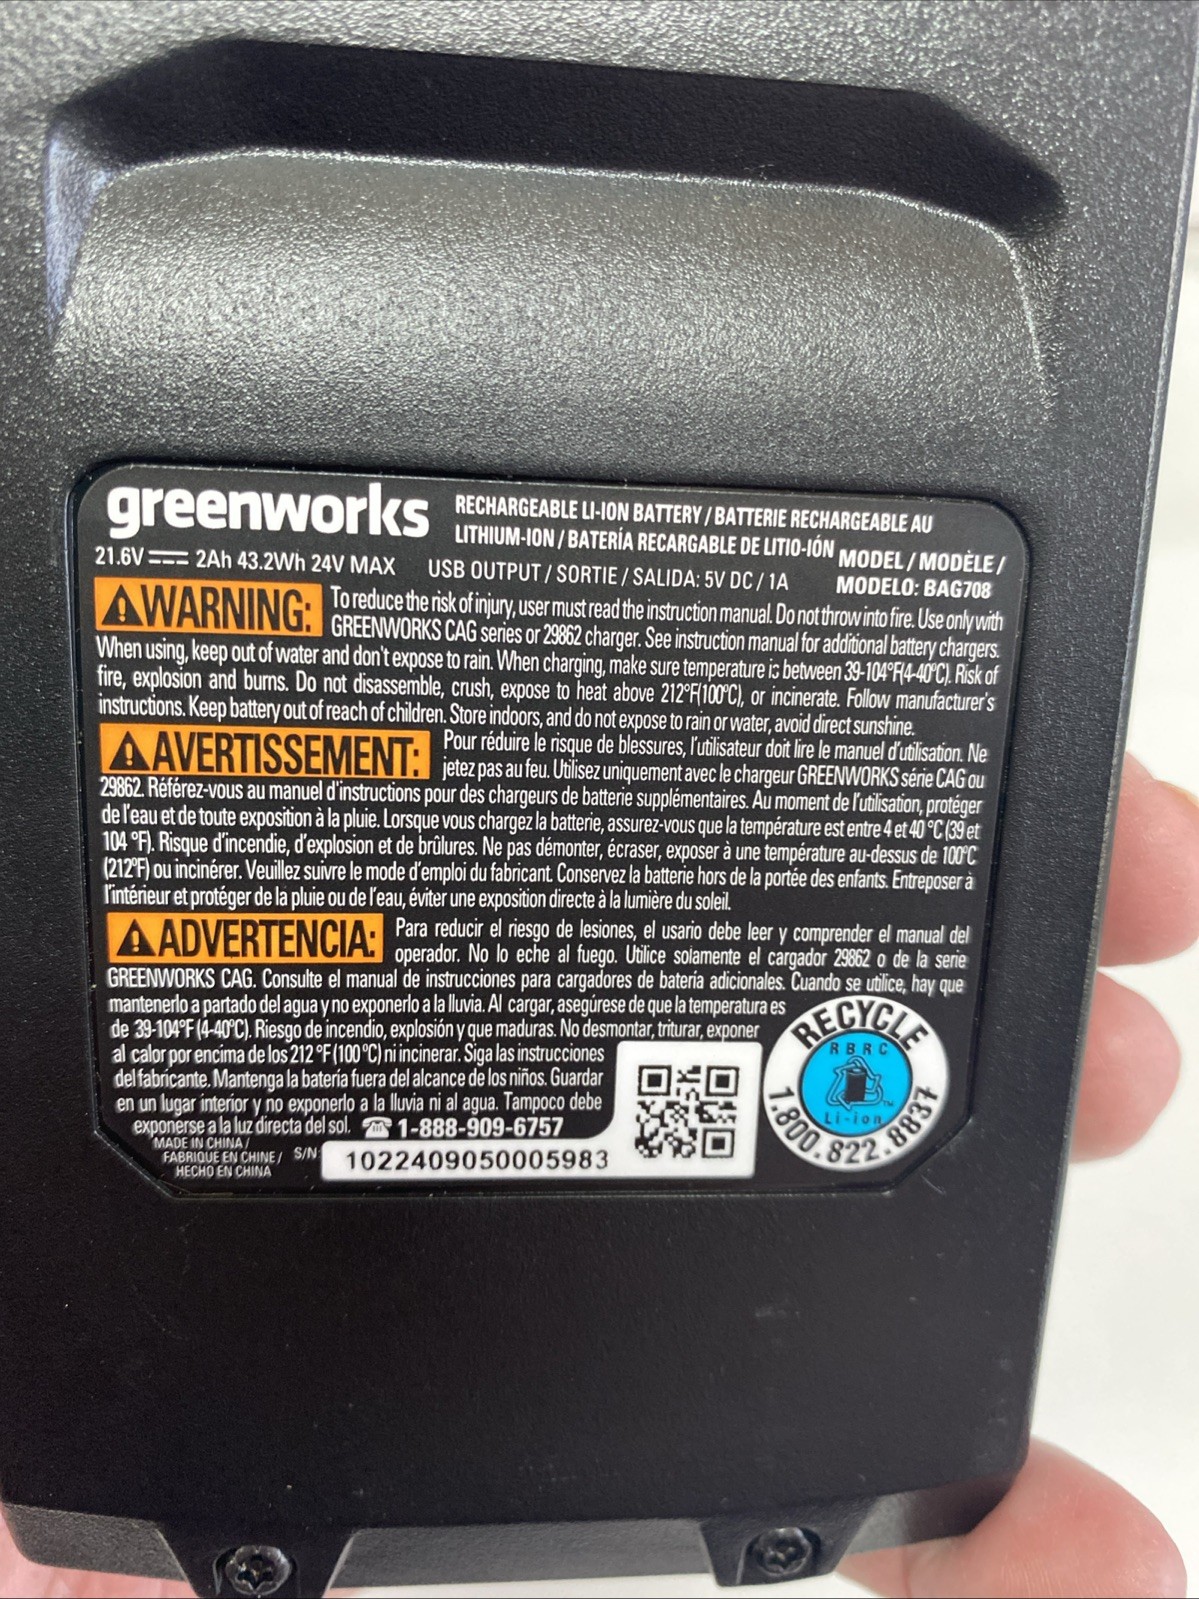 greenworks
RECHARGEABLE LI-ION BATTERY / BATTERIE RECHARGEABLE AU
LITHIUM-ION / BATERÍA RECARGABLE DE LITIO-IÓN
MODEL / MODÈLE /
MODELO: BAG708
21.6V ⎓ 2Ah 43.2Wh 24V MAX
USB OUTPUT / SORTIE / SALIDA: 5V DC / 1A
⚠WARNING: To reduce the risk of injury, user must read the instruction manual. Do not throw into fire. Use only with
GREENWORKS CAG series or 29862 charger. See instruction manual for additional battery chargers.
When using, keep out of water and don't expose to rain. When charging, make sure temperature is between 39-104°F(4-40°C). Risk of
fire, explosion and burns. Do not disassemble, crush, expose to heat above 212°F(100°C), or incinerate. Follow manufacturer's
instructions. Keep battery out of reach of children. Store indoors, and do not expose to rain or water, avoid direct sunshine.
⚠AVERTISSEMENT: Pour réduire le risque de blessures, l'utilisateur doit lire le manuel d'utilisation. Ne
jetez pas au feu. Utilisez uniquement avec le chargeur GREENWORKS série CAG ou
29862. Référez-vous au manuel d'instructions pour des chargeurs de batterie supplémentaires. Au moment de l'utilisation, protéger
de l'eau et de toute exposition à la pluie. Lorsque vous chargez la batterie, assurez-vous que la température est entre 4 et 40 °C (39 et
104 °F). Risque d'incendie, d'explosion et de brûlures. Ne pas démonter, écraser, exposer à une température au-dessus de 100°C
(212°F) ou incinérer. Veuillez suivre le mode d'emploi du fabricant. Conservez la batterie hors de la portée des enfants. Entreposer à
l'intérieur et protéger de la pluie ou de l'eau, éviter une exposition directe à la lumière du soleil.
⚠ADVERTENCIA: Para reducir el riesgo de lesiones, el usario debe leer y comprender el manual del
operador. No lo eche al fuego. Utilice solamente el cargador 29862 o de la serie
GREENWORKS CAG. Consulte el manual de instrucciones para cargadores de batería adicionales. Cuando se utilice, hay que
mantenerlo a partado del agua y no exponerlo a la lluvia. Al cargar, asegúrese de que la temperatura es
de 39-104°F (4-40°C). Riesgo de incendio, explosión y que maduras. No desmontar, triturar, exponer
al calor por encima de los 212 °F (100 °C) ni incinerar. Siga las instrucciones
del fabricante. Mantenga la batería fuera del alcance de los niños. Guardar
en un lugar interior y no exponerlo a la lluvia ni al agua. Tampoco debe
exponerse a la luz directa del sol. ☎ 1-888-909-6757
MADE IN CHINA /
FABRIQUE EN CHINE /
HECHO EN CHINA
S/N:
1022409050005983
RECYCLE
RBRC
Li-ion
1.800.822.8837